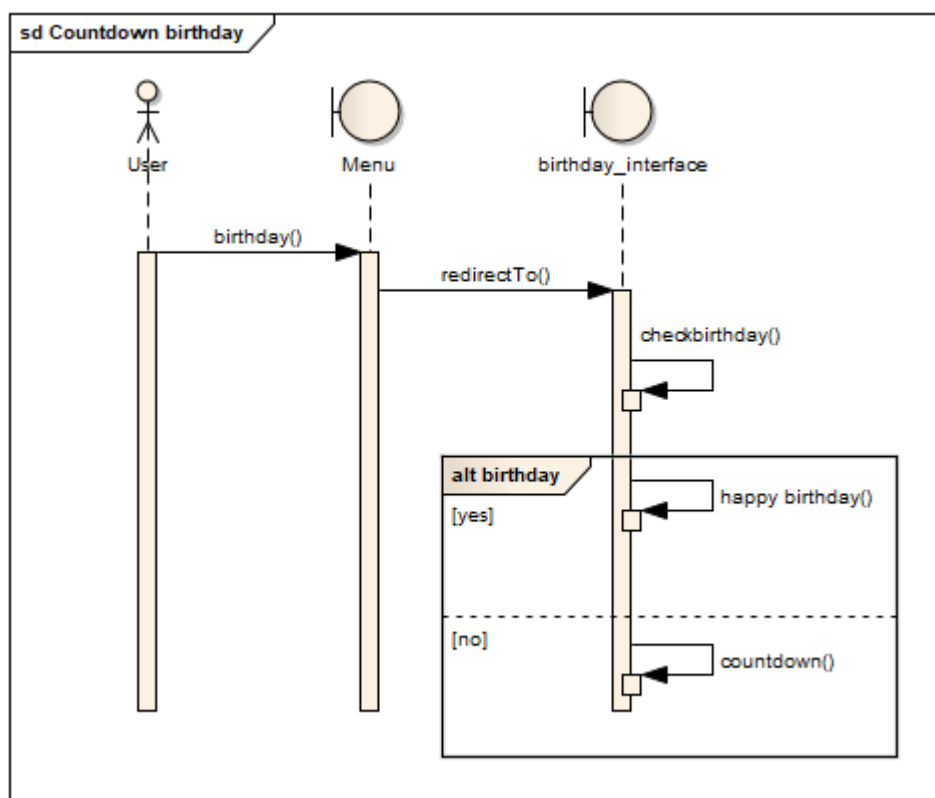 sd Countdown birthday
User
Menu
birthday_interface
birthday()
redirectTo()
checkbirthday()
alt birthday
happy birthday()
[yes]
[no]
countdown()